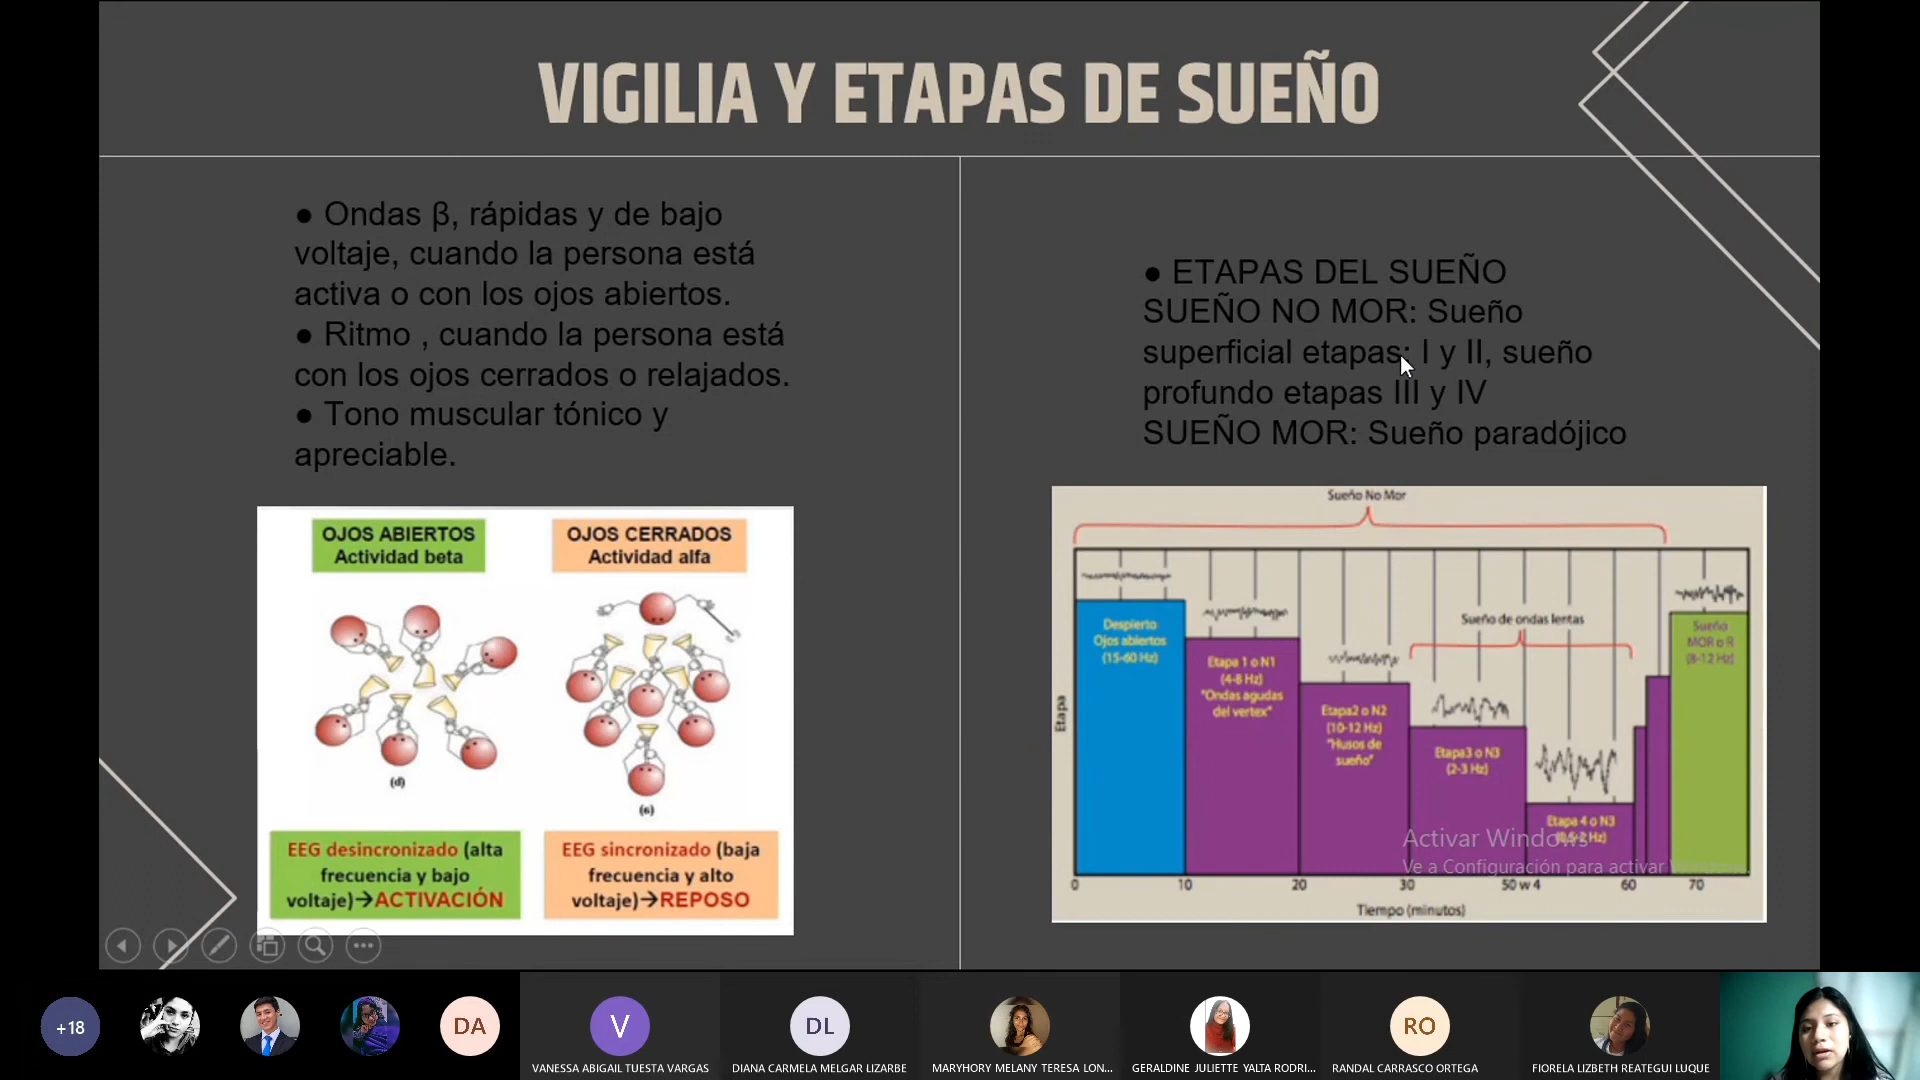 VIGILIA Y ETAPAS DE SUEÑO
● Ondas β, rápidas y de bajo
voltaje, cuando la persona está
activa o con los ojos abiertos.
● Ritmo , cuando la persona está
con los ojos cerrados o relajados.
● Tono muscular tónico y
apreciable.
OJOS ABIERTOS
Actividad beta
OJOS CERRADOS
Actividad alfa
(d)
(e)
EEG desincronizado (alta
frecuencia y bajo
voltaje)→ACTIVACIÓN
EEG sincronizado (baja
frecuencia y alto
voltaje)→REPOSO
● ETAPAS DEL SUEÑO
SUEÑO NO MOR: Sueño
superficial etapas: I y II, sueño
profundo etapas III y IV
SUEÑO MOR: Sueño paradójico
Sueño No Mor
Sueño de ondas lentas
Despierto
Ojos abiertos
(15-60 Hz)
Etapa 1 o N1
(4-8 Hz)
"Ondas agudas
del vertex"
Etapa2 o N2
(10-12 Hz)
"Husos de
sueño"
Etapa3 o N3
(2-3 Hz)
Etapa 4 o N3
(0,5-2 Hz)
Sueño
MOR o R
(8-12 Hz)
Etapa
0 10 20 30 50 w 4 60 70
Tiempo (minutos)
Activar Windows
Ve a Configuración para activar
+18
DA
V
VANESSA ABIGAIL TUESTA VARGAS
DL
DIANA CARMELA MELGAR LIZARBE
MARYHORY MELANY TERESA LON...
GERALDINE JULIETTE YALTA RODRI...
RO
RANDAL CARRASCO ORTEGA
FIORELA LIZBETH REATEGUI LUQUE